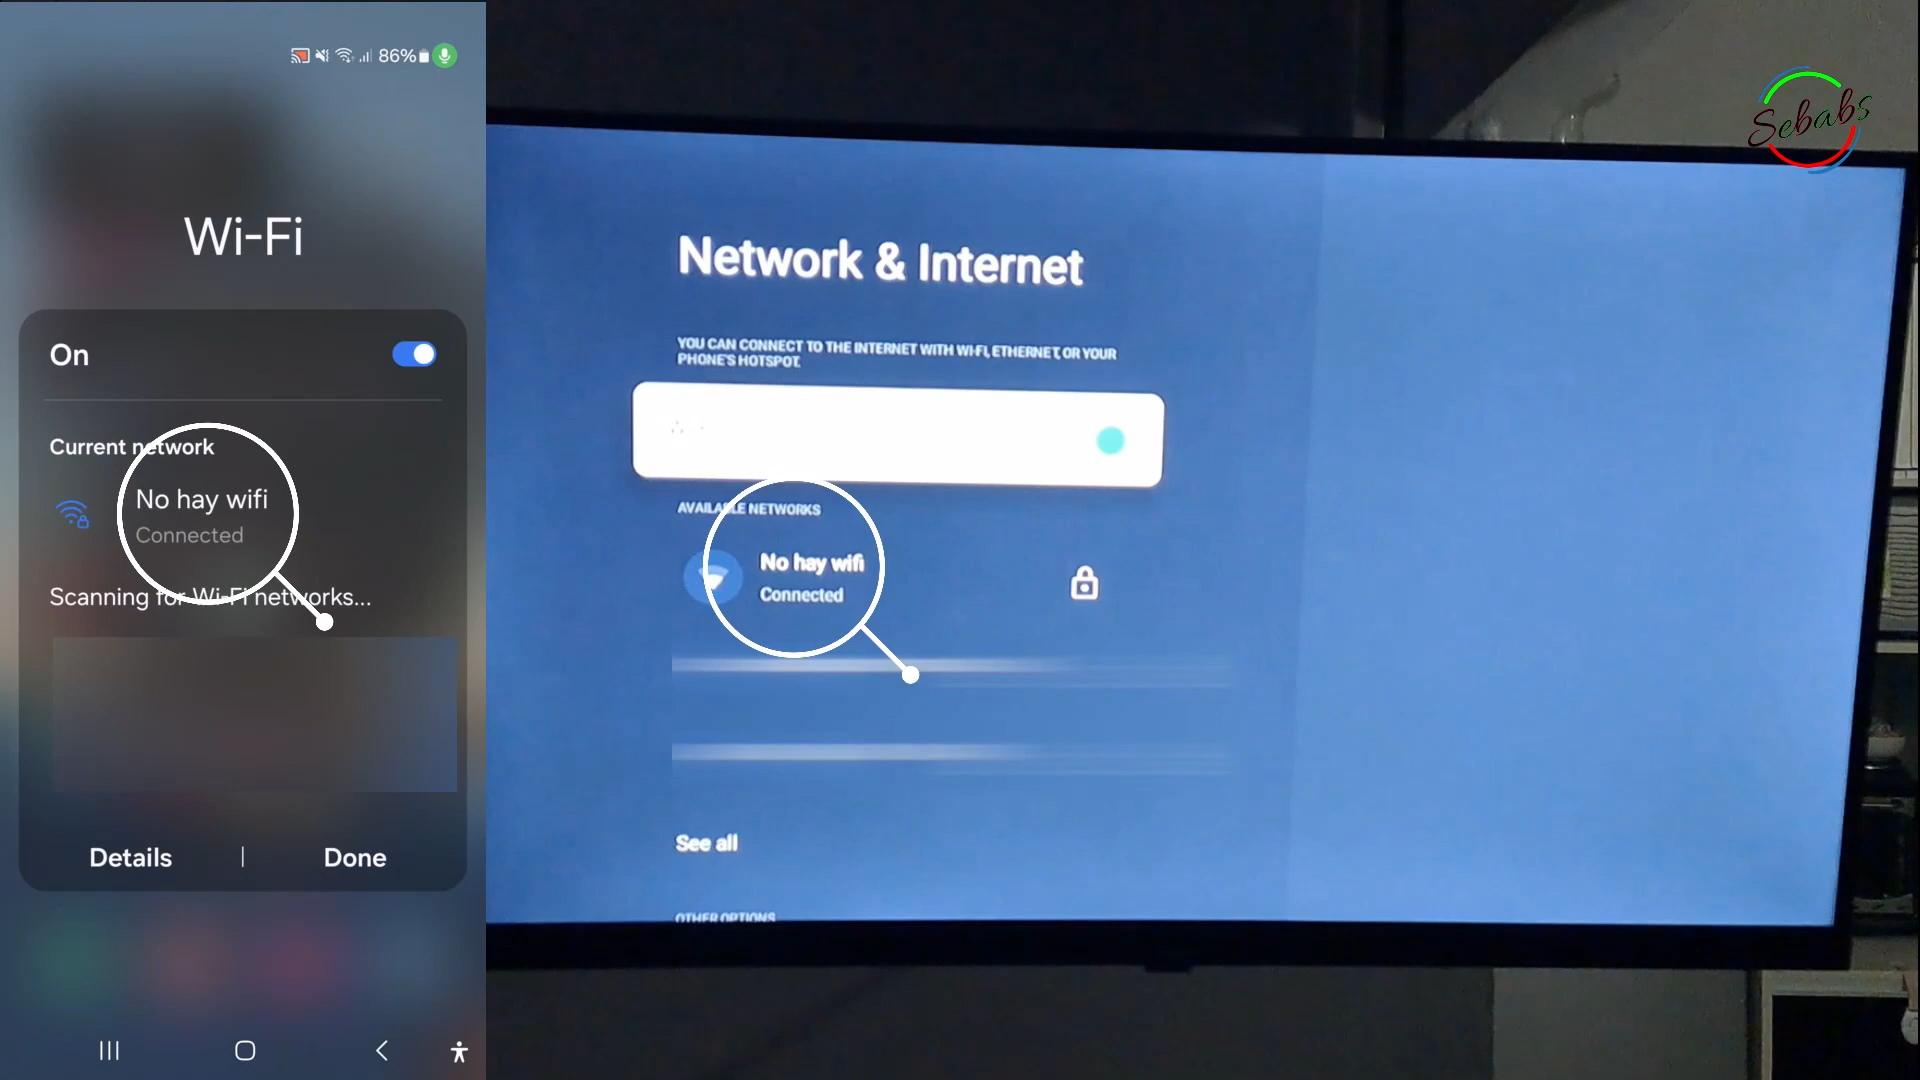 86%
Wi-Fi
On
Current network
No hay wifi
Connected
Scanning for Wi-Fi networks...
Details
Done
Sebabs
Network & Internet
YOU CAN CONNECT TO THE INTERNET WITH WI-FI, ETHERNET, OR YOUR
PHONE'S HOTSPOT.
AVAILABLE NETWORKS
No hay wifi
Connected
See all
OTHER OPTIONS